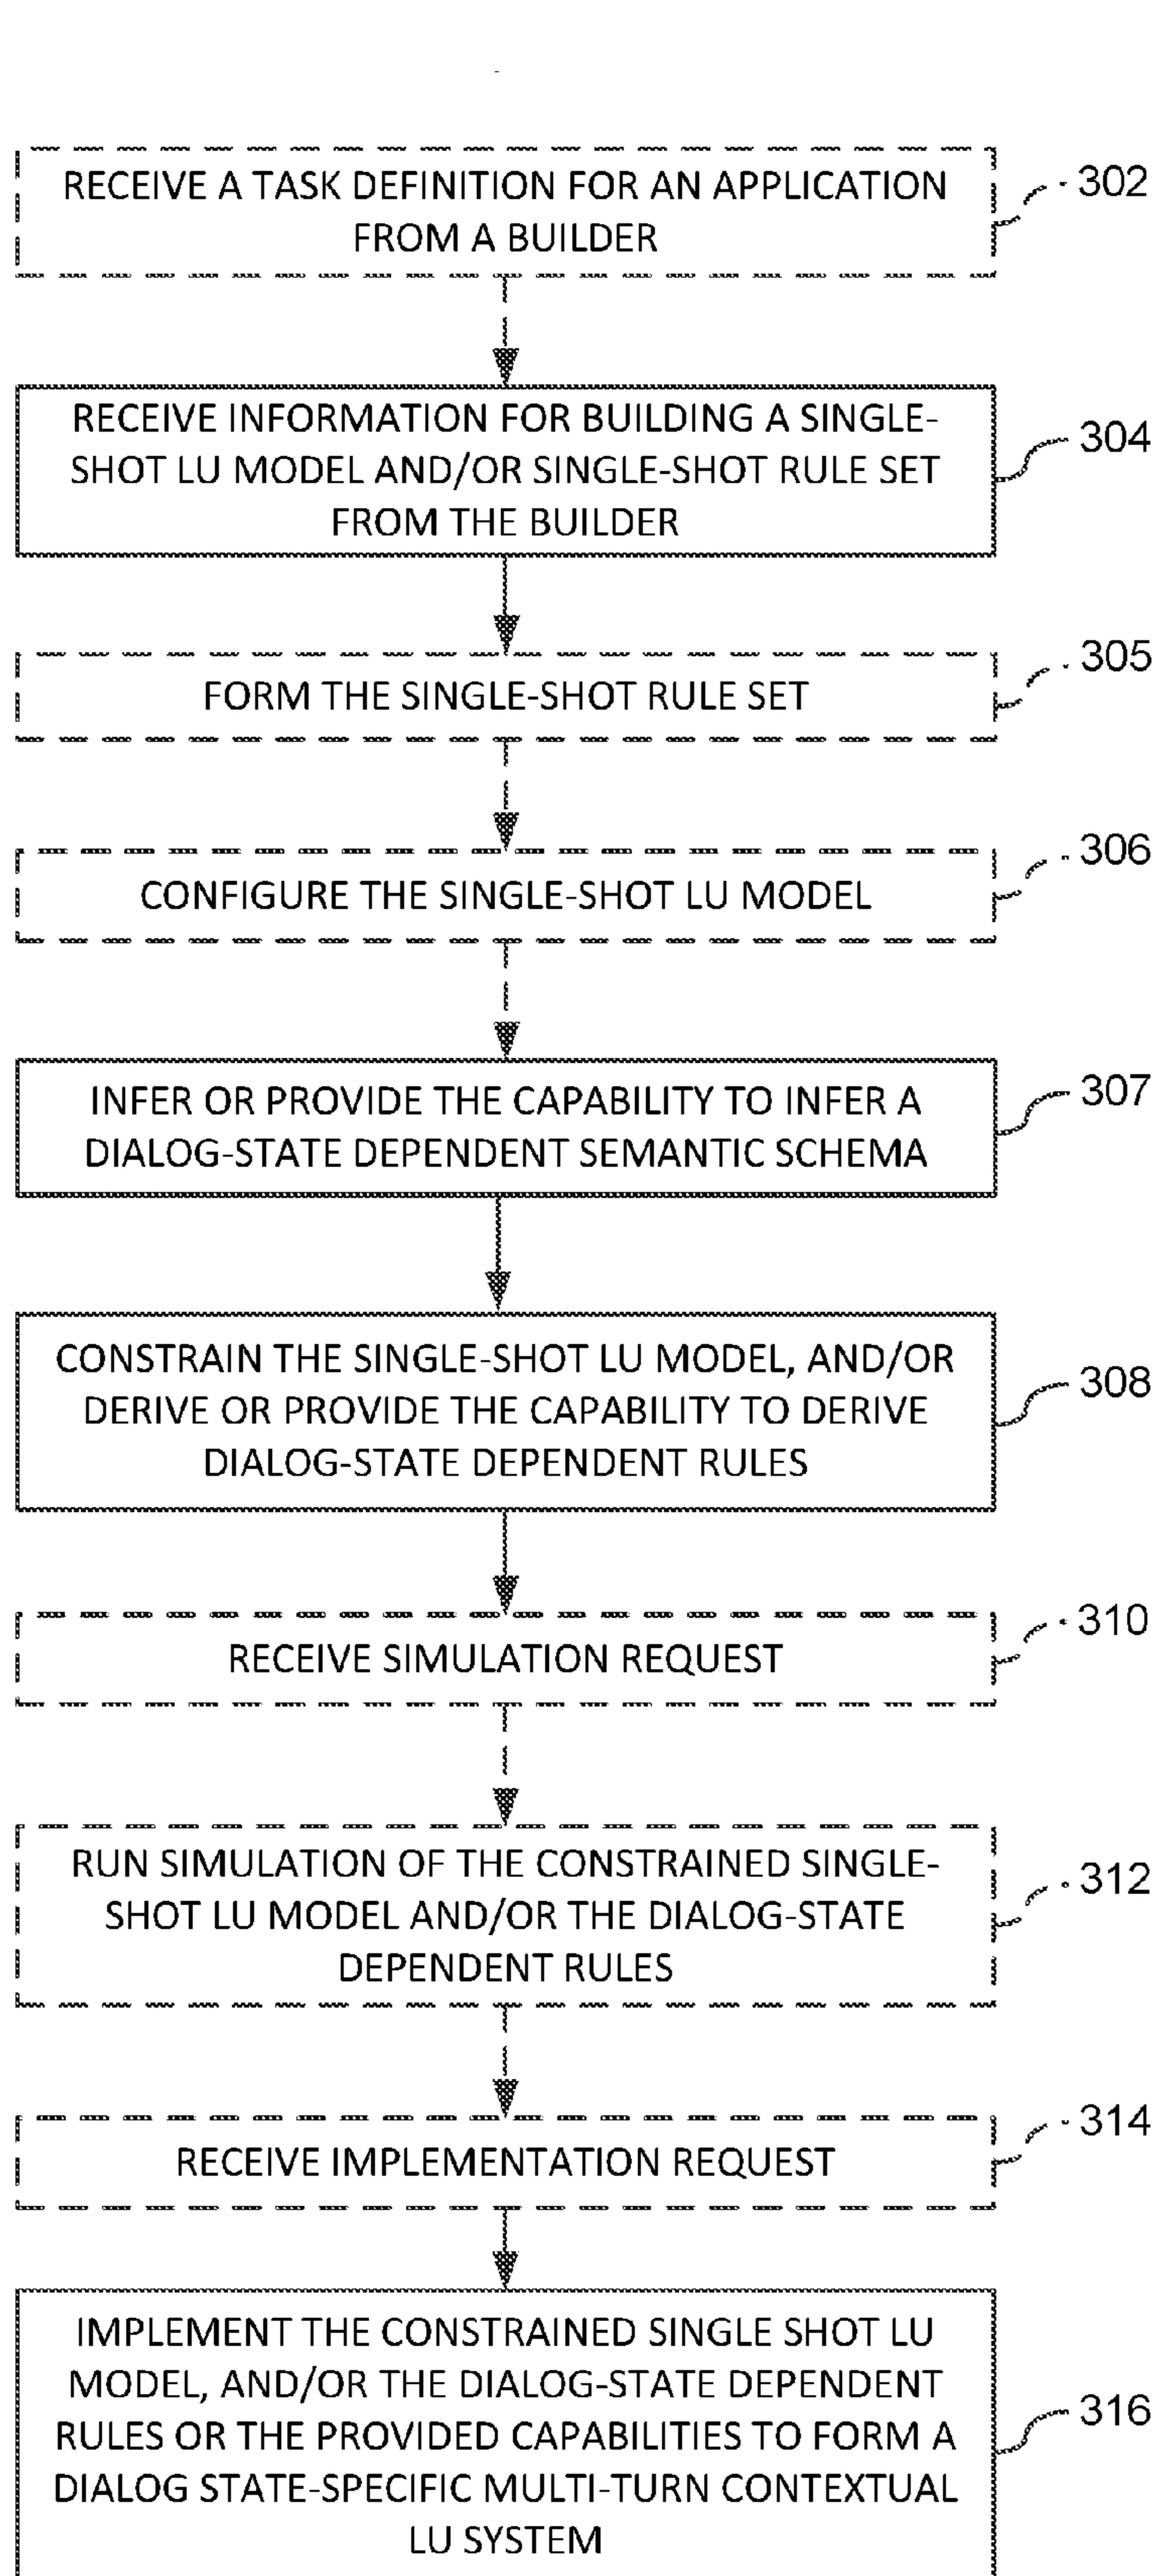 RECEIVE A TASK DEFINITION FOR AN APPLICATION
FROM A BUILDER
302
RECEIVE INFORMATION FOR BUILDING A SINGLE-
SHOT LU MODEL AND/OR SINGLE-SHOT RULE SET
FROM THE BUILDER
304
FORM THE SINGLE-SHOT RULE SET
305
CONFIGURE THE SINGLE-SHOT LU MODEL
306
INFER OR PROVIDE THE CAPABILITY TO INFER A
DIALOG-STATE DEPENDENT SEMANTIC SCHEMA
307
CONSTRAIN THE SINGLE-SHOT LU MODEL, AND/OR
DERIVE OR PROVIDE THE CAPABILITY TO DERIVE
DIALOG-STATE DEPENDENT RULES
308
RECEIVE SIMULATION REQUEST
310
RUN SIMULATION OF THE CONSTRAINED SINGLE-
SHOT LU MODEL AND/OR THE DIALOG-STATE
DEPENDENT RULES
312
RECEIVE IMPLEMENTATION REQUEST
314
IMPLEMENT THE CONSTRAINED SINGLE SHOT LU
MODEL, AND/OR THE DIALOG-STATE DEPENDENT
RULES OR THE PROVIDED CAPABILITIES TO FORM A
DIALOG STATE-SPECIFIC MULTI-TURN CONTEXTUAL
LU SYSTEM
316